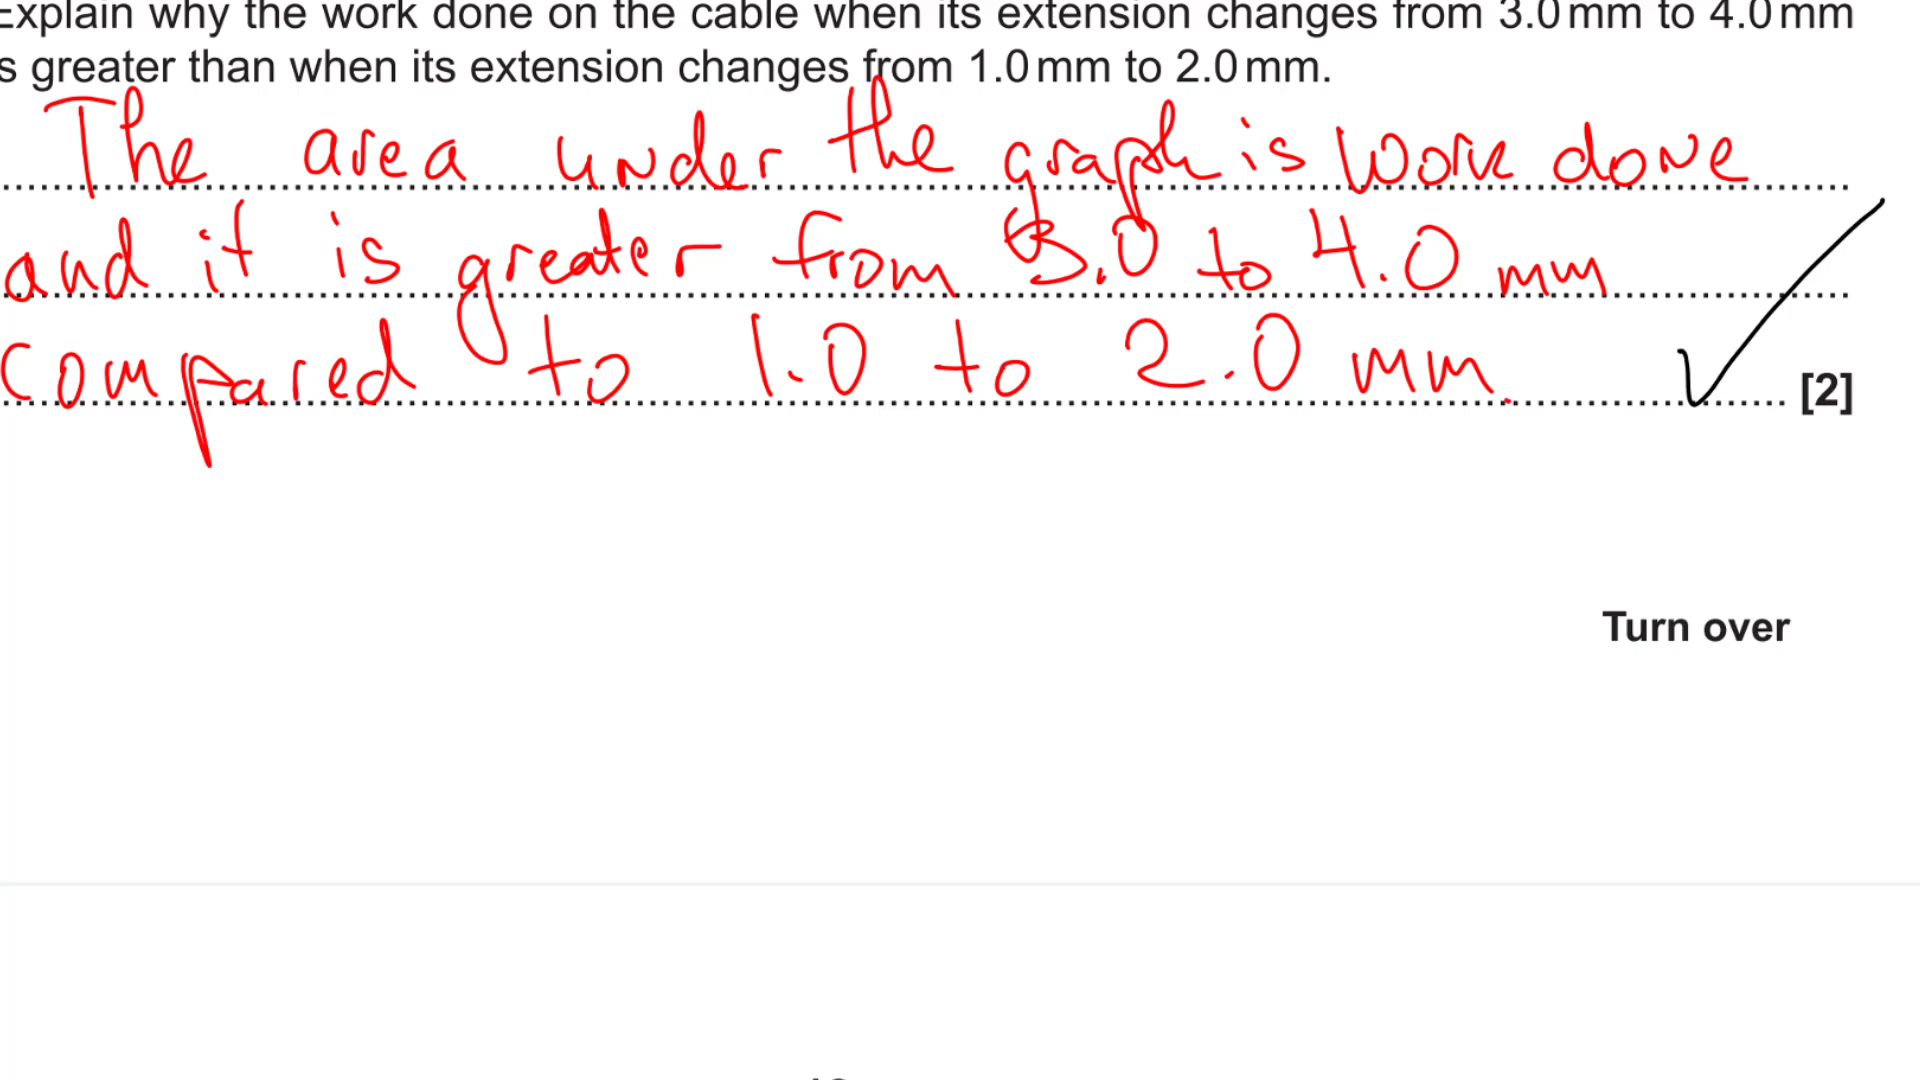 Explain why the work done on the cable when its extension changes from 3.0 mm to 4.0 mm
s greater than when its extension changes from 1.0 mm to 2.0 mm.
The area under the graph is work done
and it is greater from 3.0 to 4.0 mm
compared to 1.0 to 2.0 mm.
[2]
Turn over